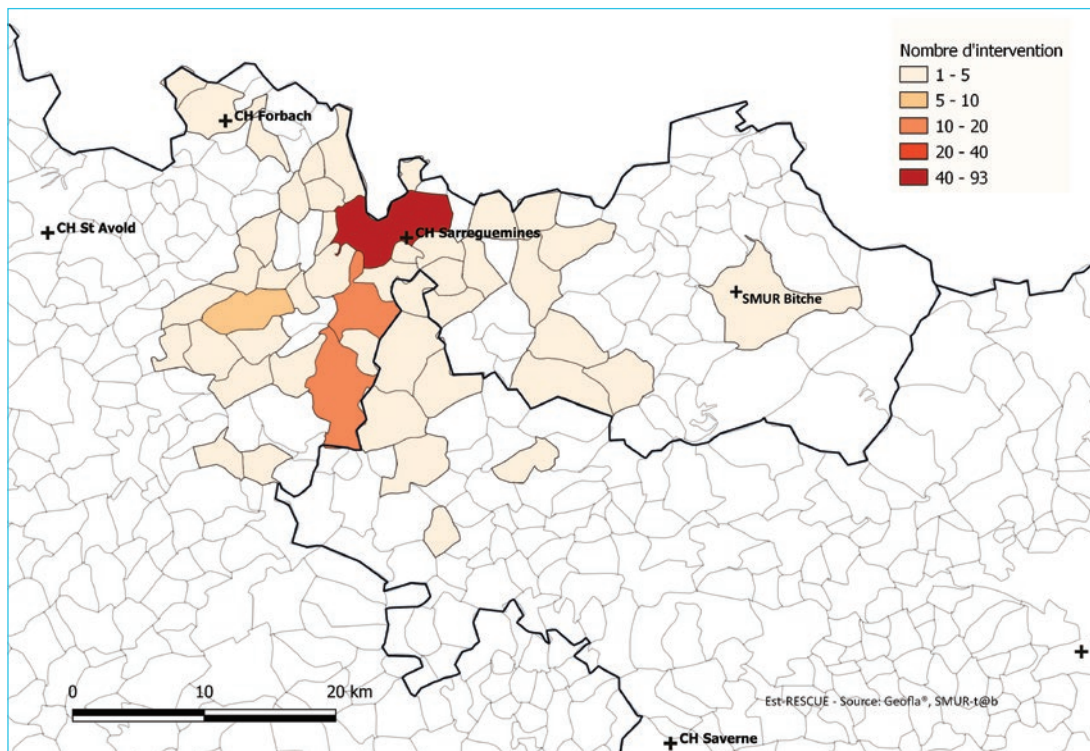 Nombre d'intervention
1 - 5
5 - 10
10 - 20
20 - 40
40 - 93
CH Forbach
CH St Avold
CH Sarreguemines
SMUR Bitche
0 10 20 km
Est-RESCUE - Source: Geofla®, SMUR-t@b
CH Saverne